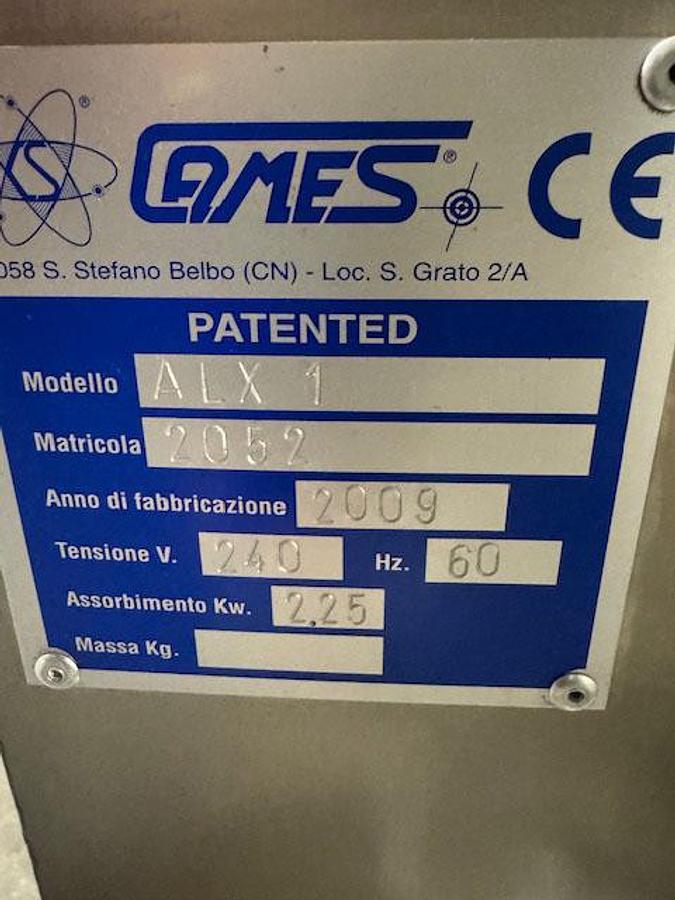 CS ® CAMES ® CE
058 S. Stefano Belbo (CN) - Loc. S. Grato 2/A
PATENTED
Modello ALX 1
Matricola 2052
Anno di fabbricazione 2009
Tensione V. 240 Hz. 60
Assorbimento Kw. 2.25
Massa Kg.